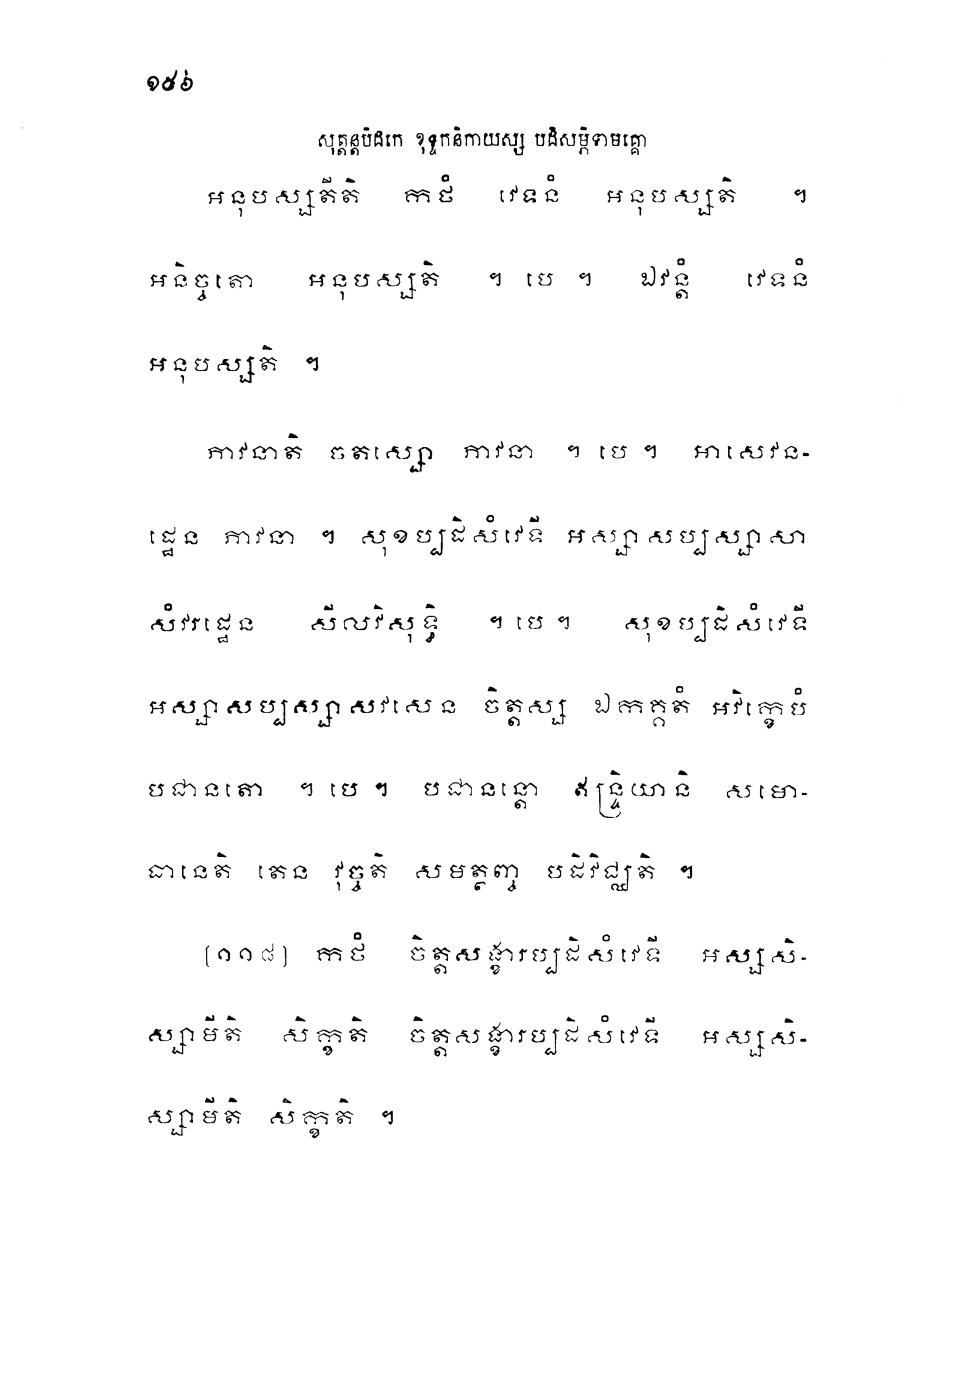 ១៩៦
សុត្តន្តបិដកេ ខុទ្ទកនិកាយស្ស បដិសម្ភិទាមគ្គោ
អនុបស្សតីតិ កថំ វេទនំ អនុបស្សតិ ។
អនិច្ចតោ អនុបស្សតិ ។ បេ ។ ឯវន្តំ វេទនំ
អនុបស្សតិ ។
ភាវនាតិ ចតស្សោ ភាវនា ។ បេ ។ អាសេវន-
ដ្ឋេន ភាវនា ។ សុខប្បដិសំវេទី អស្សាសប្បស្សាសា
សំវរដ្ឋេន សីលវិសុទ្ធិ ។ បេ ។ សុខប្បដិសំវេទី
អស្សាសប្បស្សាសវសេន ចិត្តស្ស ឯកគ្គតំ អវិក្ខេបំ
បជានតោ ។ បេ ។ បជានន្តោ ឥន្ទ្រិយានិ សមោ-
ធានេតិ តេន វុច្ចតិ សមត្ថញ្ច បដិវិជ្ឈតិ ។
(១១៨) កថំ ចិត្តសង្ខារប្បដិសំវេទី អស្សសិ-
ស្សាមីតិ សិក្ខតិ ចិត្តសង្ខារប្បដិសំវេទី អស្សសិ-
ស្សាមីតិ សិក្ខតិ ។